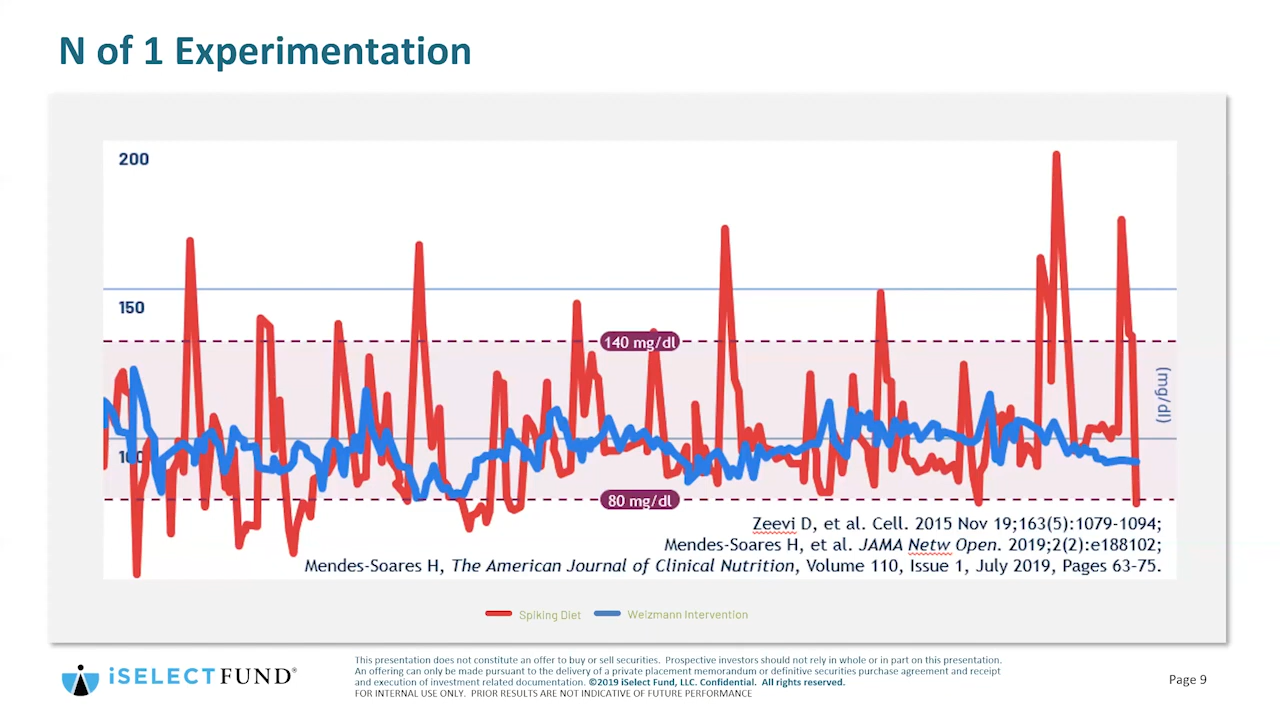 N of 1 Experimentation
200
150
140 mg/dl
(mg/dl)
100
80 mg/dl
Zeevi D, et al. Cell. 2015 Nov 19;163(5):1079-1094;
Mendes-Soares H, et al. JAMA Netw Open. 2019;2(2):e188102;
Mendes-Soares H, The American Journal of Clinical Nutrition, Volume 110, Issue 1, July 2019, Pages 63-75.
Spiking Diet Weizmann Intervention
iSELECTFUND®
This presentation does not constitute an offer to buy or sell securities. Prospective investors should not rely in whole or in part on this presentation.
An offering can only be made pursuant to the delivery of a private placement memorandum or definitive securities purchase agreement and receipt
and execution of investment related documentation. ©2019 iSelect Fund, LLC. Confidential. All rights reserved.
FOR INTERNAL USE ONLY. PRIOR RESULTS ARE NOT INDICATIVE OF FUTURE PERFORMANCE
Page 9